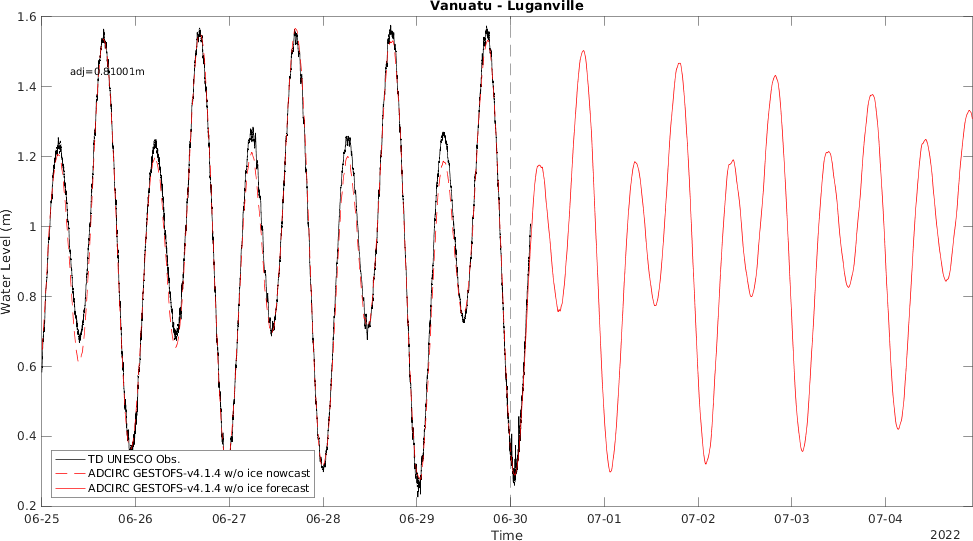 Vanuatu - Luganville
1.6
1.4
1.2
1
0.8
0.6
0.4
0.2
Water Level (m)
adj=0.81001m
TD UNESCO Obs.
ADCIRC GESTOFS-v4.1.4 w/o ice nowcast
ADCIRC GESTOFS-v4.1.4 w/o ice forecast
06-25 06-26 06-27 06-28 06-29 06-30 07-01 07-02 07-03 07-04
Time
2022